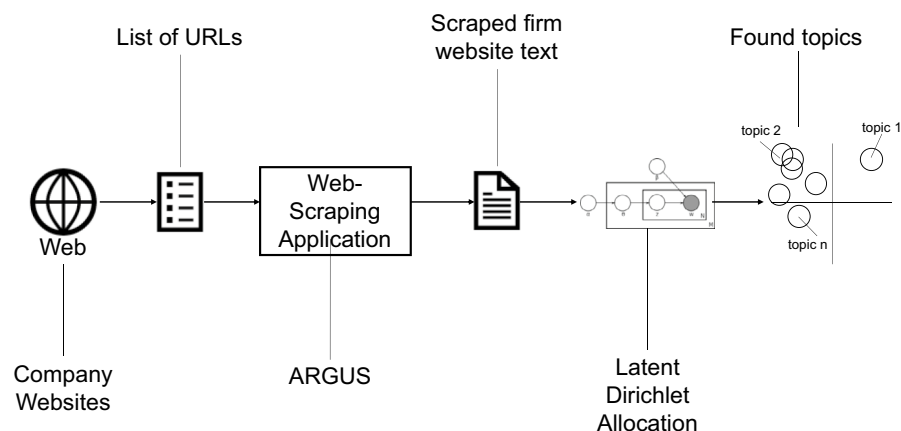 List of URLs
Scraped firm
website text
Found topics
topic 2
topic 1
Web-
Scraping
Application
Web
topic n
N
M
Company
Websites
ARGUS
Latent
Dirichlet
Allocation